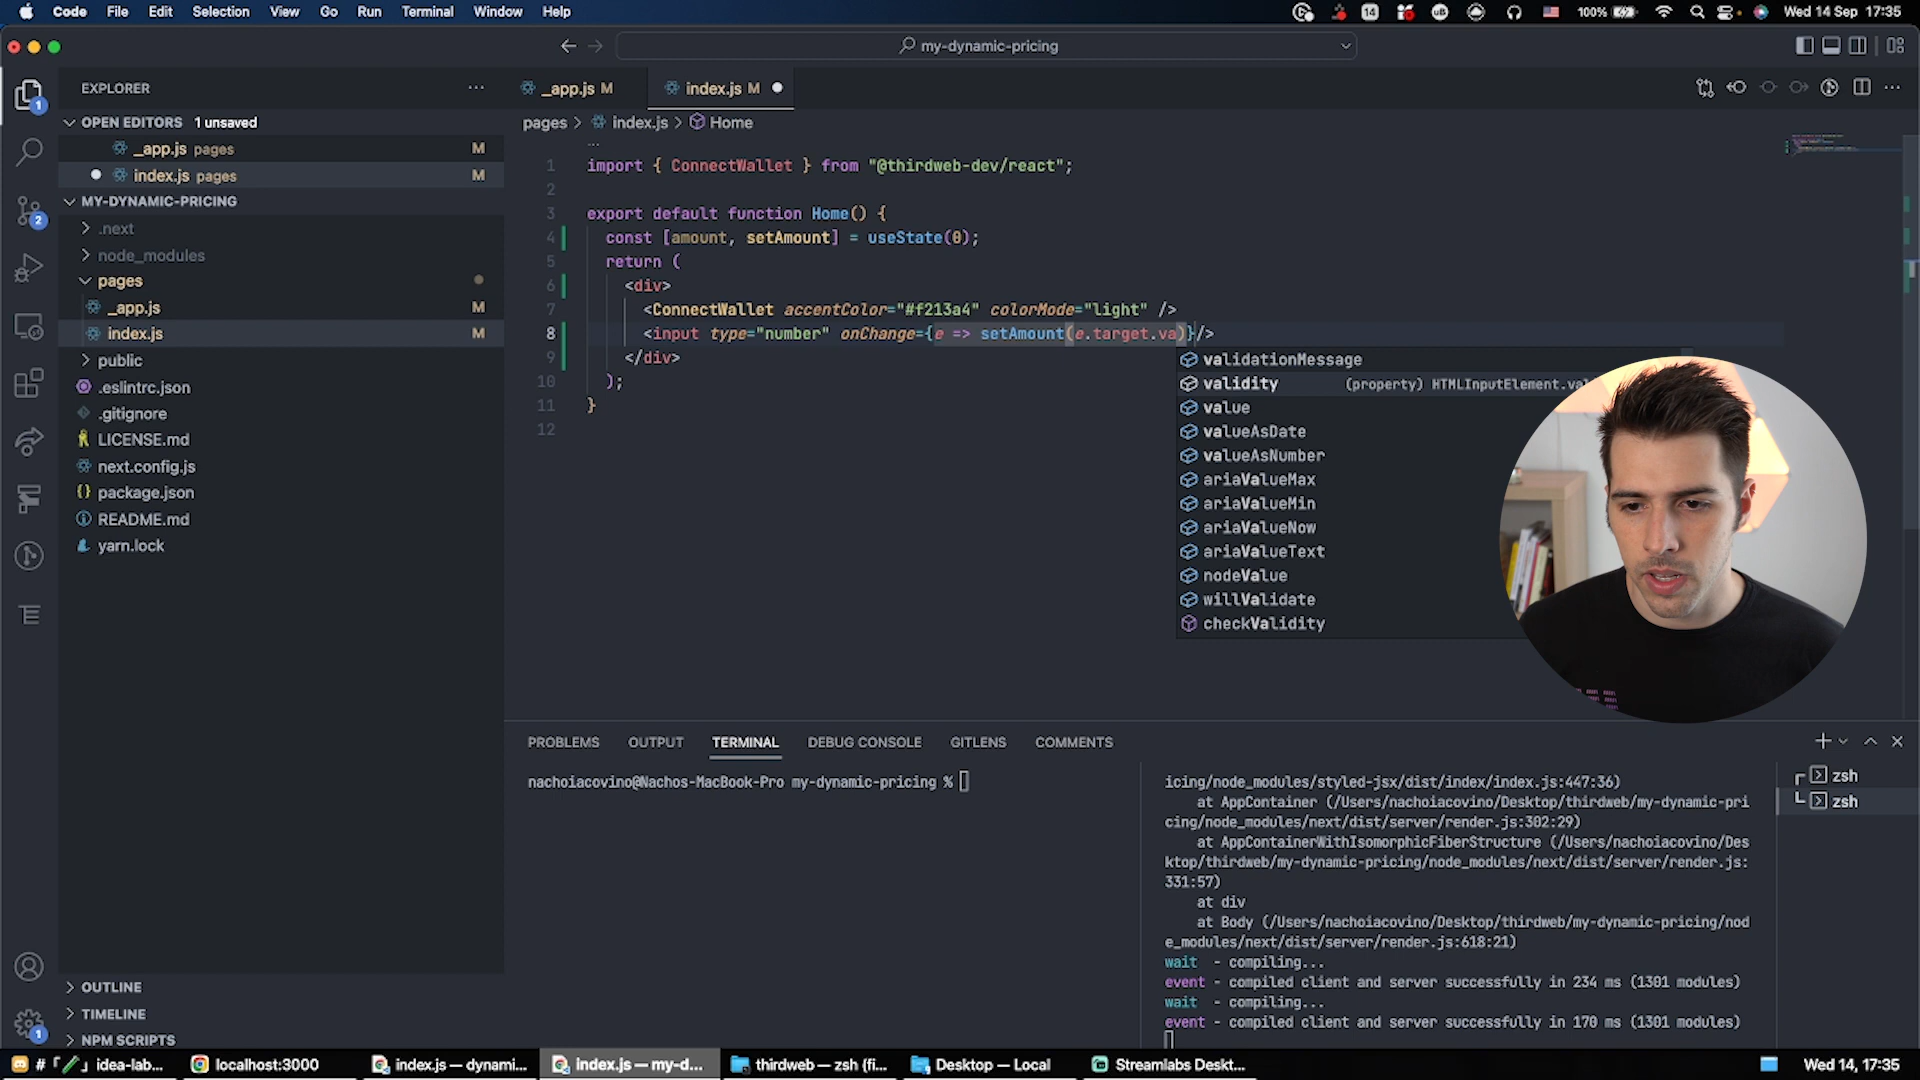 Code File Edit Selection View Go Run Terminal Window Help
14
100%
Wed 14 Sep 17:35
my-dynamic-pricing
EXPLORER
OPEN EDITORS 1 unsaved
_app.js pages M
index.js pages M
MY-DYNAMIC-PRICING
.next
node_modules
pages
_app.js M
index.js M
public
.eslintrc.json
.gitignore
LICENSE.md
next.config.js
package.json
README.md
yarn.lock
OUTLINE
TIMELINE
NPM SCRIPTS
1
2
1
_app.js M
index.js M
pages > index.js > Home
...
1 import { ConnectWallet } from "@thirdweb-dev/react";
2
3 export default function Home() {
4 const [amount, setAmount] = useState(0);
5 return (
6 <div>
7 <ConnectWallet accentColor="#f213a4" colorMode="light" />
8 <input type="number" onChange={e => setAmount(e.target.va)}/>
9 </div>
10 );
11 }
12
validationMessage
validity (property) HTMLInputElement.va
value
valueAsDate
valueAsNumber
ariaValueMax
ariaValueMin
ariaValueNow
ariaValueText
nodeValue
willValidate
checkValidity
PROBLEMS OUTPUT TERMINAL DEBUG CONSOLE GITLENS COMMENTS
nachoiacovino@Nachos-MacBook-Pro my-dynamic-pricing %
icing/node_modules/styled-jsx/dist/index/index.js:447:36)
at AppContainer (/Users/nachoiacovino/Desktop/thirdweb/my-dynamic-pri
cing/node_modules/next/dist/server/render.js:302:29)
at AppContainerWithIsomorphicFiberStructure (/Users/nachoiacovino/Des
ktop/thirdweb/my-dynamic-pricing/node_modules/next/dist/server/render.js:
331:57)
at div
at Body (/Users/nachoiacovino/Desktop/thirdweb/my-dynamic-pricing/nod
e_modules/next/dist/server/render.js:618:21)
wait - compiling...
event - compiled client and server successfully in 234 ms (1301 modules)
wait - compiling...
event - compiled client and server successfully in 170 ms (1301 modules)
zsh
zsh
# idea-lab...
localhost:3000
index.js — dynami...
index.js — my-d...
thirdweb — zsh (fi...
Desktop — Local
Streamlabs Deskt...
Wed 14, 17:35